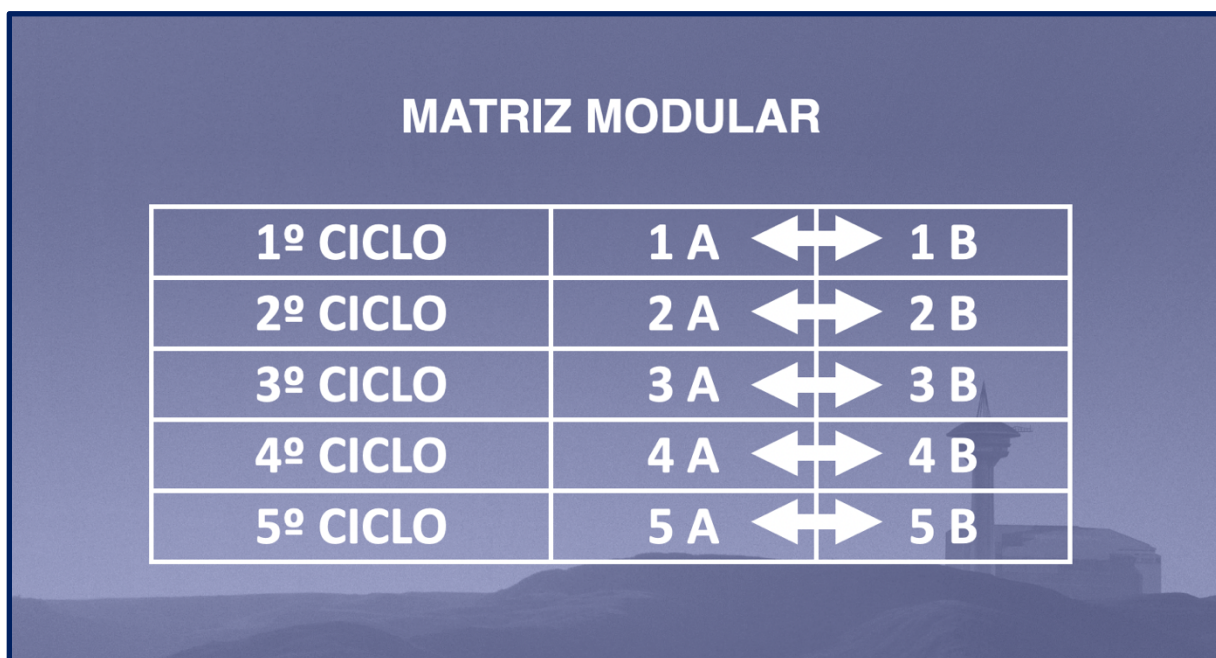 MATRIZ MODULAR
1º CICLO 1 A 1 B
2º CICLO 2 A 2 B
3º CICLO 3 A 3 B
4º CICLO 4 A 4 B
5º CICLO 5 A 5 B